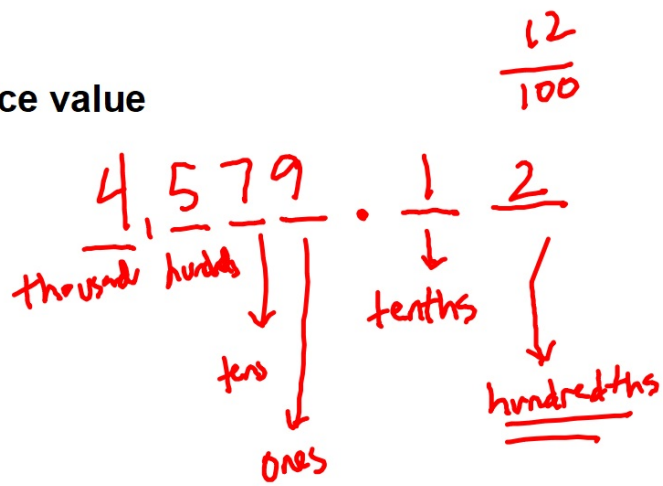 12
100
ce value
4,579.12
thousands hundreds
tenths
tens
hundredths
ones